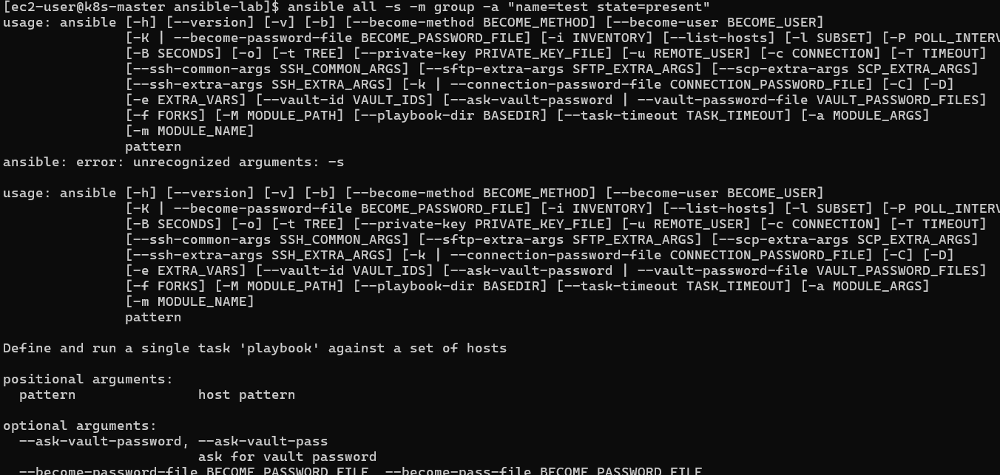 [ec2-user@k8s-master ansible-lab]$ ansible all -s -m group -a "name=test state=present"
usage: ansible [-h] [--version] [-v] [-b] [--become-method BECOME_METHOD] [--become-user BECOME_USER]
[-K | --become-password-file BECOME_PASSWORD_FILE] [-i INVENTORY] [--list-hosts] [-l SUBSET] [-P POLL_INTERV
[-B SECONDS] [-o] [-t TREE] [--private-key PRIVATE_KEY_FILE] [-u REMOTE_USER] [-c CONNECTION] [-T TIMEOUT]
[--ssh-common-args SSH_COMMON_ARGS] [--sftp-extra-args SFTP_EXTRA_ARGS] [--scp-extra-args SCP_EXTRA_ARGS]
[--ssh-extra-args SSH_EXTRA_ARGS] [-k | --connection-password-file CONNECTION_PASSWORD_FILE] [-C] [-D]
[-e EXTRA_VARS] [--vault-id VAULT_IDS] [--ask-vault-password | --vault-password-file VAULT_PASSWORD_FILES]
[-f FORKS] [-M MODULE_PATH] [--playbook-dir BASEDIR] [--task-timeout TASK_TIMEOUT] [-a MODULE_ARGS]
[-m MODULE_NAME]
pattern
ansible: error: unrecognized arguments: -s
usage: ansible [-h] [--version] [-v] [-b] [--become-method BECOME_METHOD] [--become-user BECOME_USER]
[-K | --become-password-file BECOME_PASSWORD_FILE] [-i INVENTORY] [--list-hosts] [-l SUBSET] [-P POLL_INTERV
[-B SECONDS] [-o] [-t TREE] [--private-key PRIVATE_KEY_FILE] [-u REMOTE_USER] [-c CONNECTION] [-T TIMEOUT]
[--ssh-common-args SSH_COMMON_ARGS] [--sftp-extra-args SFTP_EXTRA_ARGS] [--scp-extra-args SCP_EXTRA_ARGS]
[--ssh-extra-args SSH_EXTRA_ARGS] [-k | --connection-password-file CONNECTION_PASSWORD_FILE] [-C] [-D]
[-e EXTRA_VARS] [--vault-id VAULT_IDS] [--ask-vault-password | --vault-password-file VAULT_PASSWORD_FILES]
[-f FORKS] [-M MODULE_PATH] [--playbook-dir BASEDIR] [--task-timeout TASK_TIMEOUT] [-a MODULE_ARGS]
[-m MODULE_NAME]
pattern
Define and run a single task 'playbook' against a set of hosts
positional arguments:
pattern host pattern
optional arguments:
--ask-vault-password, --ask-vault-pass
ask for vault password
--become-password-file BECOME_PASSWORD_FILE, --become-pass-file BECOME_PASSWORD_FILE